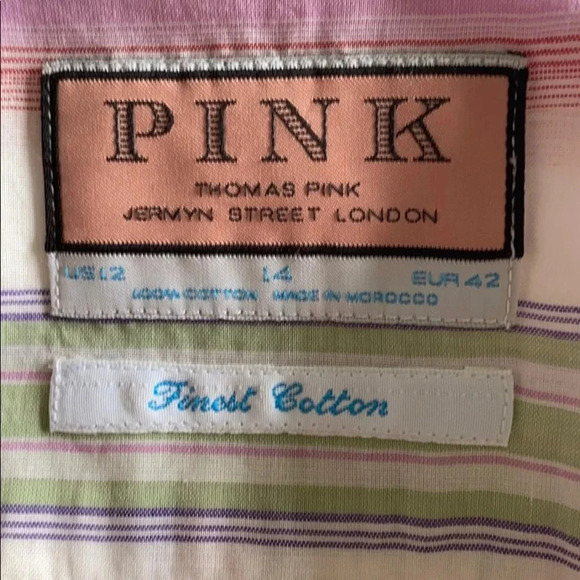 PINK
THOMAS PINK
JERMYN STREET LONDON
US 12 14 EUR 42
100% COTTON MADE IN MOROCCO
Finest Cotton